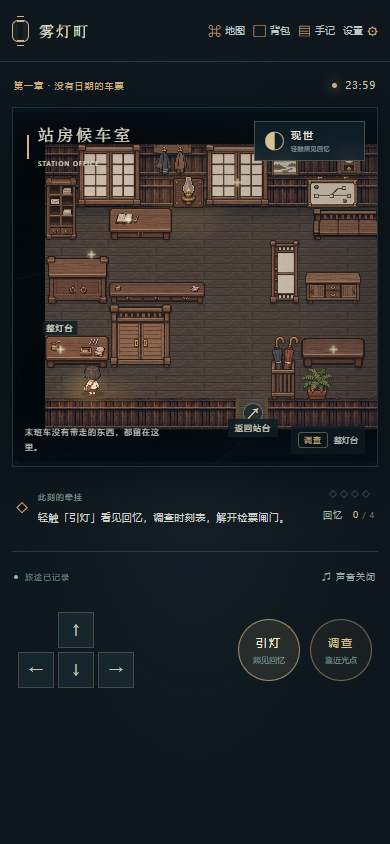 雾灯町
地图 背包 手记 设置
第一章 · 没有日期的车票
23:59
站房候车室
STATION OFFICE
现世
轻触照见回忆
整灯台
末班车没有带走的东西，都留在这
里。
返回站台
调查 整灯台
此刻的牵挂
轻触「引灯」看见回忆，调查时刻表，解开检票闸门。
回忆 0 / 4
旅途已记录
声音关闭
↑
← ↓ →
引灯
照见回忆
调查
靠近光点